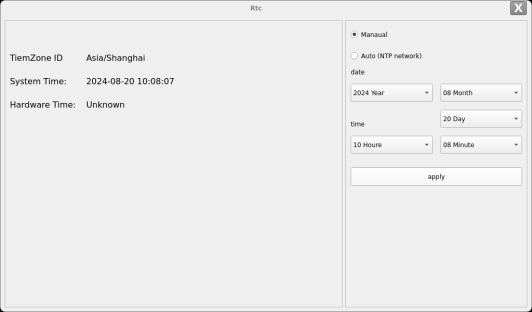 Rtc
X
TiemZone ID Asia/Shanghai
System Time: 2024-08-20 10:08:07
Hardware Time: Unknown
Manaual
Auto (NTP network)
date
2024 Year
08 Month
20 Day
time
10 Houre
08 Minute
apply